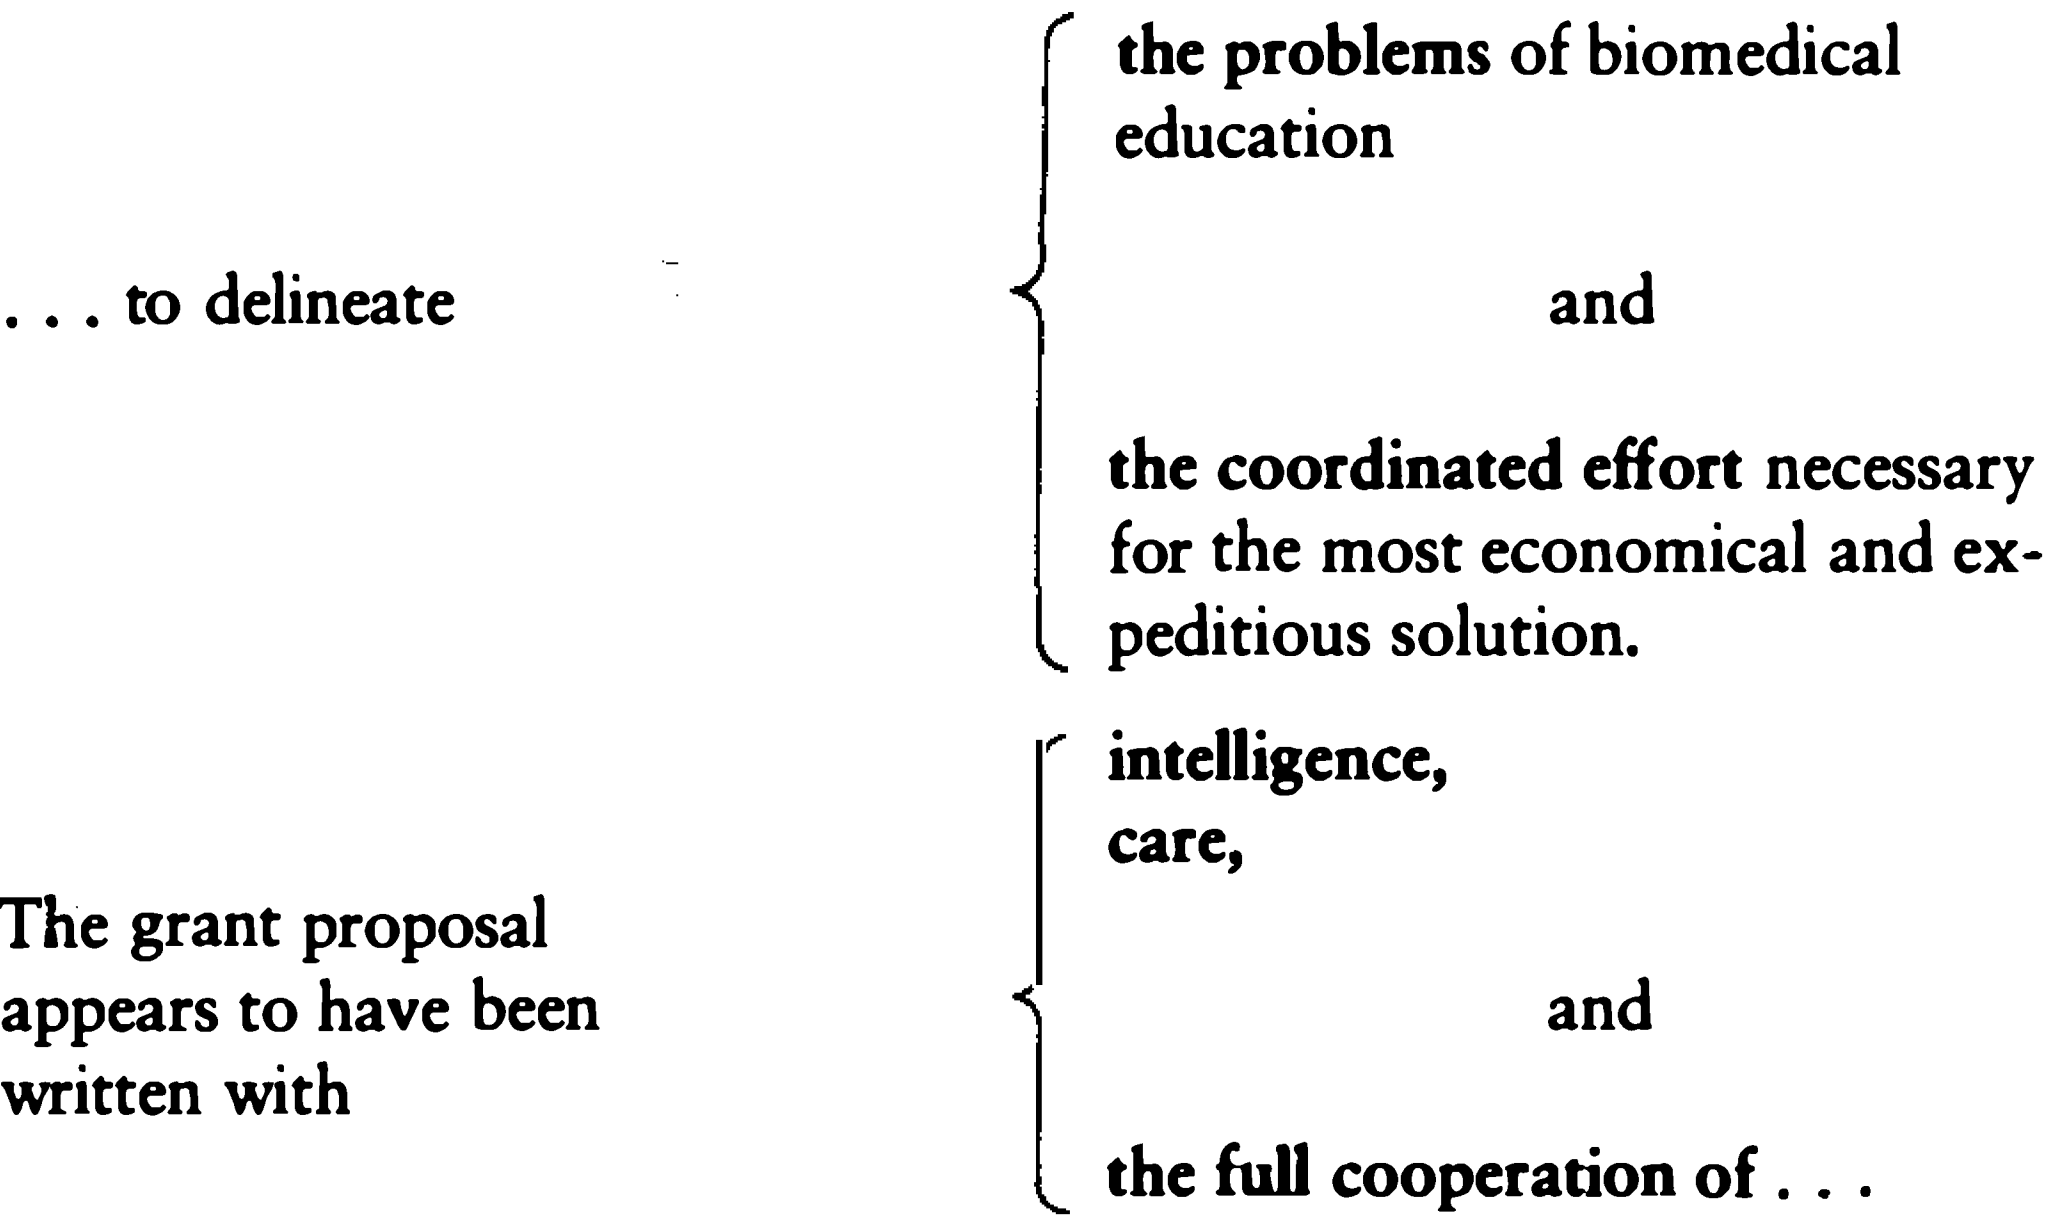 the problems of biomedical
education
. . . to delineate
and
the coordinated effort necessary
for the most economical and ex-
peditious solution.
intelligence,
care,
The grant proposal
appears to have been
written with
and
the full cooperation of . . .